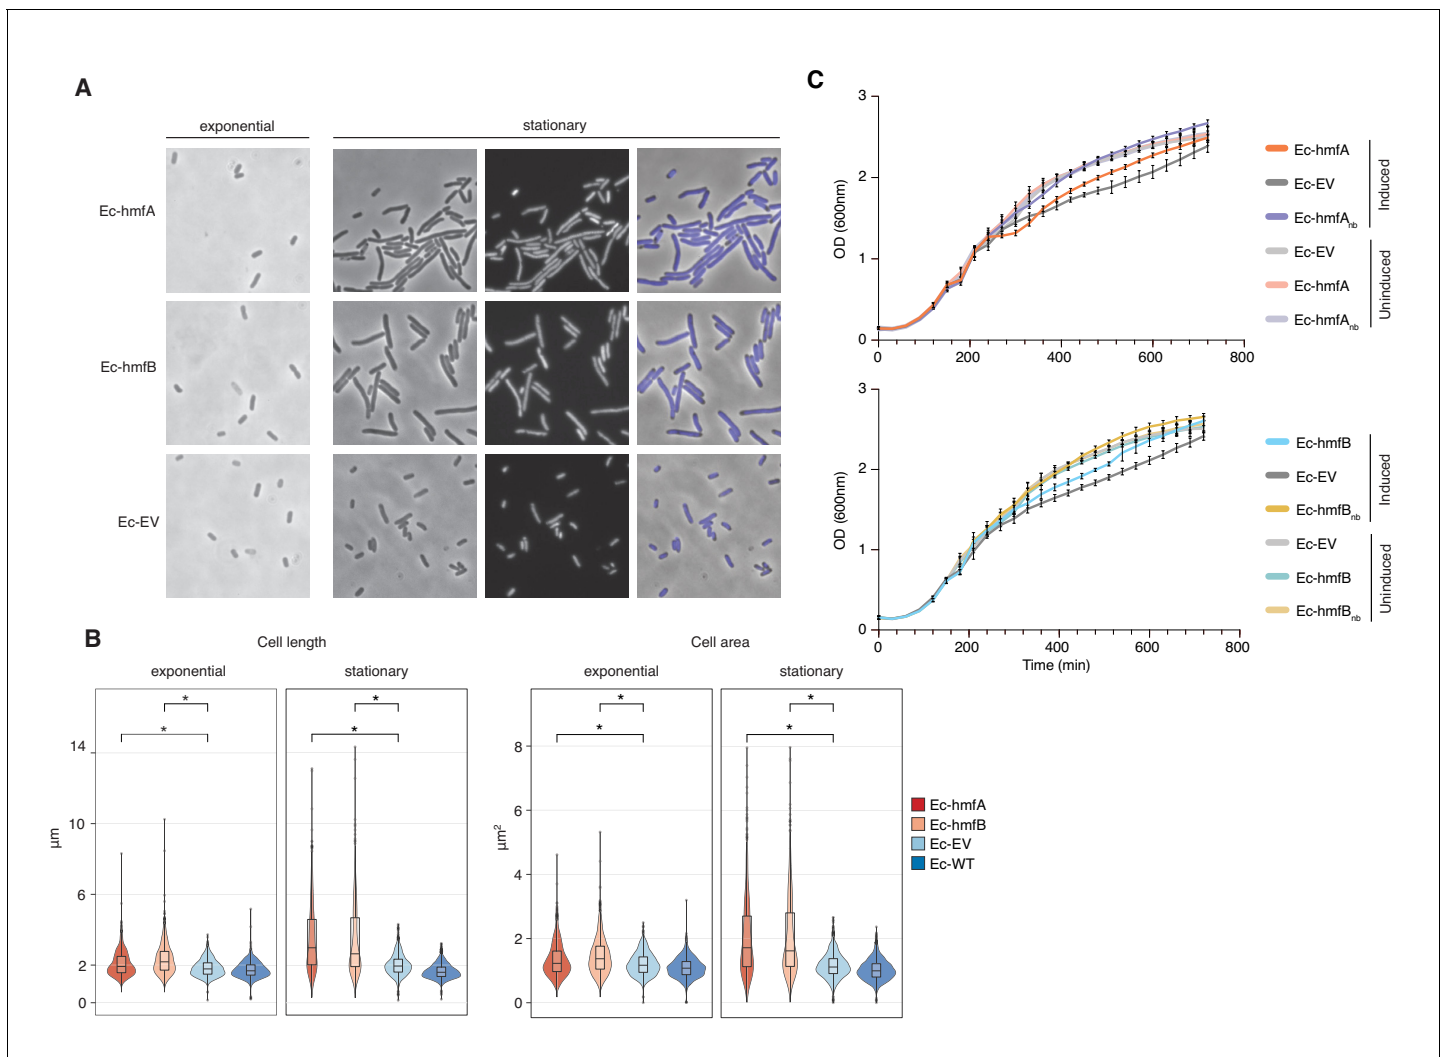 A
exponential
stationary
Ec-hmfA
Ec-hmfB
Ec-EV
B
Cell length
exponential
stationary
*
*
*
*
14
10
6
2
0
µm
Cell area
exponential
stationary
*
*
*
*
8
6
4
2
0
µm²
Ec-hmfA
Ec-hmfB
Ec-EV
Ec-WT
C
3
2
1
0
OD (600nm)
0 200 400 600 800
Ec-hmfA
Ec-EV
Ec-hmfAnb
Induced
Ec-EV
Ec-hmfA
Ec-hmfAnb
Uninduced
3
2
1
0
OD (600nm)
0 200 400 600 800
Time (min)
Ec-hmfB
Ec-EV
Ec-hmfBnb
Induced
Ec-EV
Ec-hmfB
Ec-hmfBnb
Uninduced